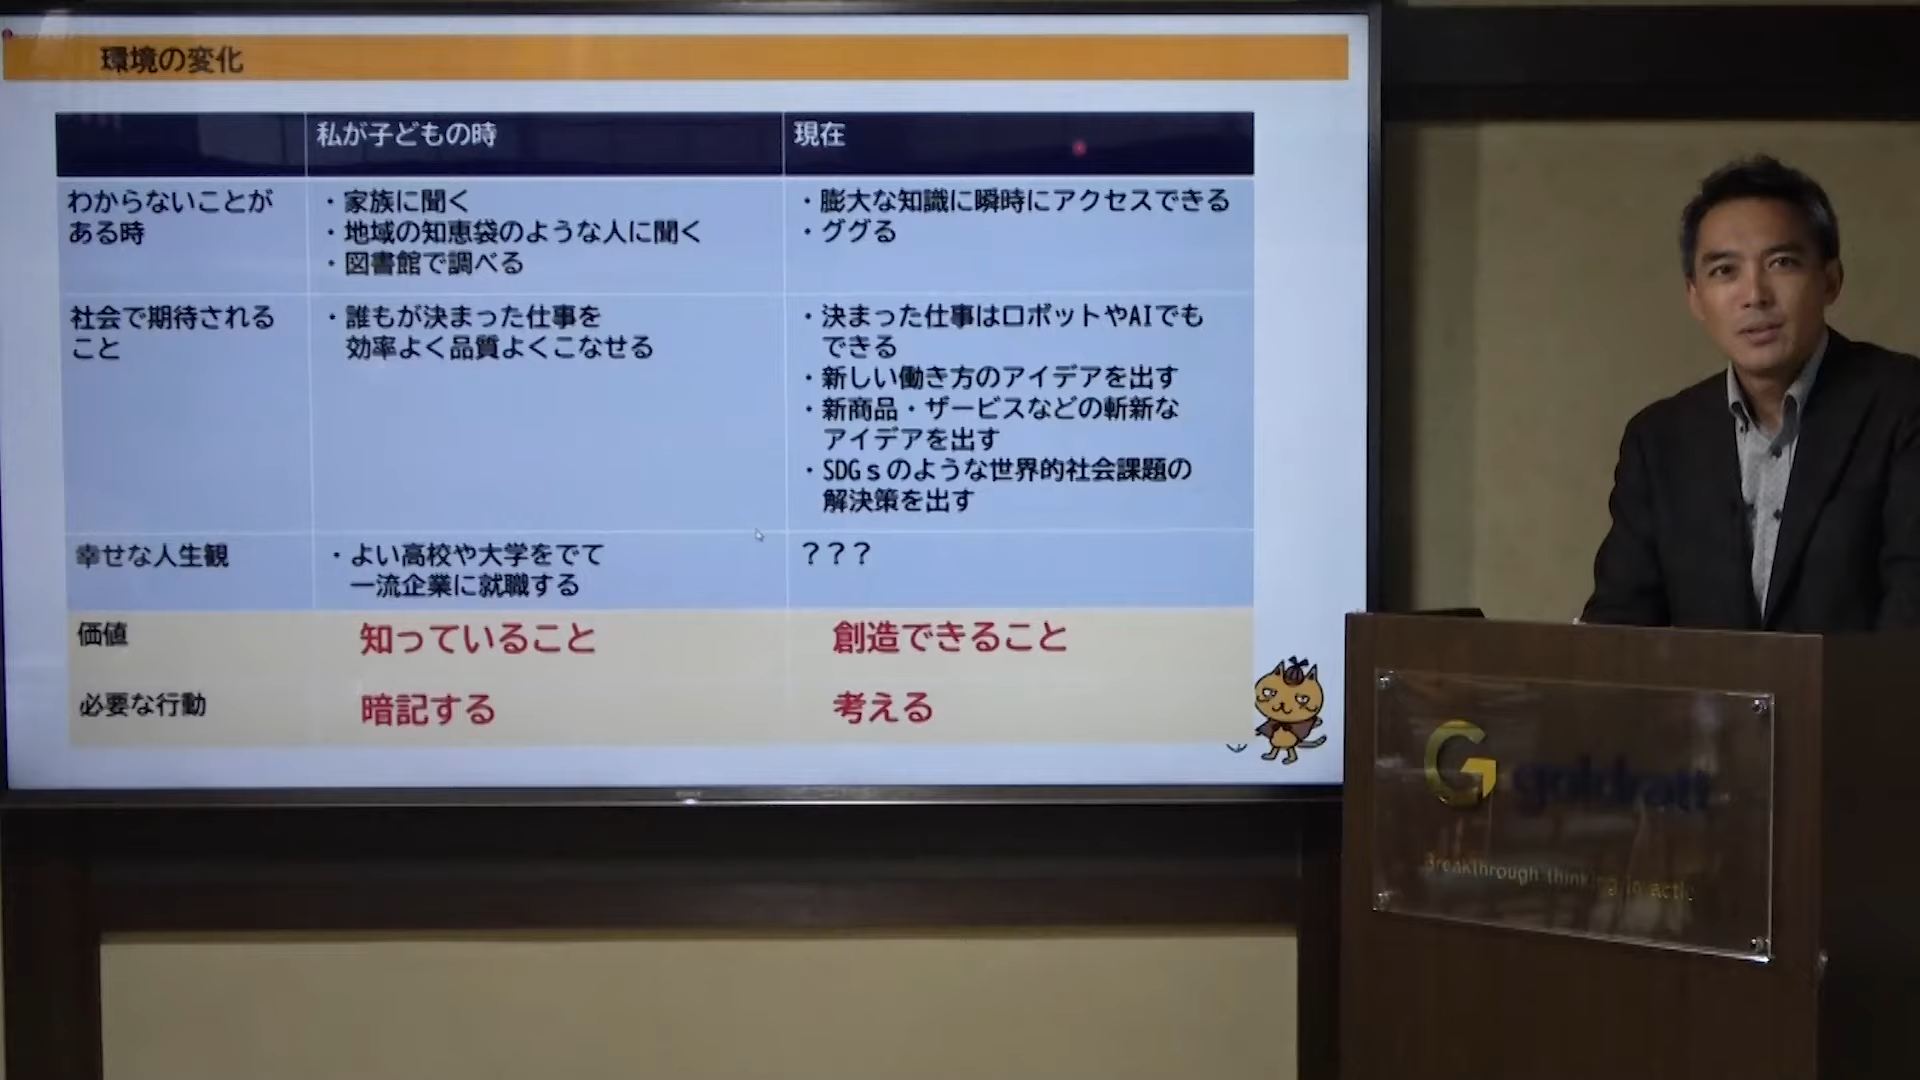 環境の変化
私が子どもの時
現在
わからないことが
ある時
・家族に聞く
・地域の知恵袋のような人に聞く
・図書館で調べる
・膨大な知識に瞬時にアクセスできる
・ググる
社会で期待される
こと
・誰もが決まった仕事を
効率よく品質よくこなせる
・決まった仕事はロボットやAIでも
できる
・新しい働き方のアイデアを出す
・新商品・ザービスなどの斬新な
アイデアを出す
・SDGsのような世界的社会課題の
解決策を出す
幸せな人生観
・よい高校や大学をでて
一流企業に就職する
???
価値
知っていること
創造できること
必要な行動
暗記する
考える
G goldratt
Breakthrough thinking in